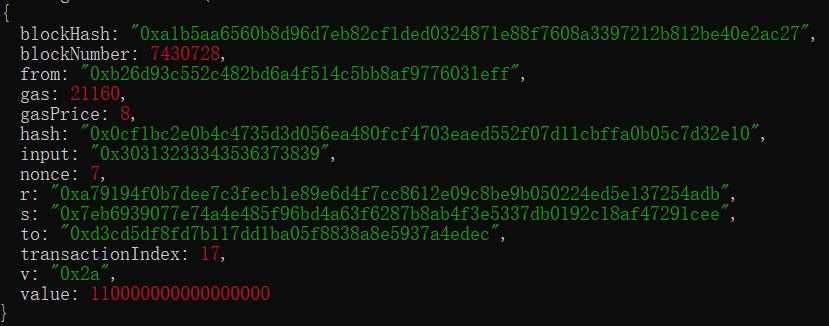 {
  blockHash: "0xa1b5aa6560b8d96d7eb82cf1ded0324871e88f7608a3397212b812be40e2ac27",
  blockNumber: 7430728,
  from: "0xb26d93c552c482bd6a4f514c5bb8af9776031eff",
  gas: 21160,
  gasPrice: 8,
  hash: "0x0cf1bc2e0b4c4735d3d056ea480fcf4703eaed552f07d11cbffa0b05c7d32e10",
  input: "0x30313233343536373839",
  nonce: 7,
  r: "0xa79194f0b7dee7c3fecb1e89e6d4f7cc8612e09c8be9b050224ed5e137254adb",
  s: "0x7eb6939077e74a4e485f96bd4a63f6287b8ab4f3e5337db0192c18af47291cee",
  to: "0xd3cd5df8fd7b117dd1ba05f8838a8e5937a4edec",
  transactionIndex: 17,
  v: "0x2a",
  value: 110000000000000000
}